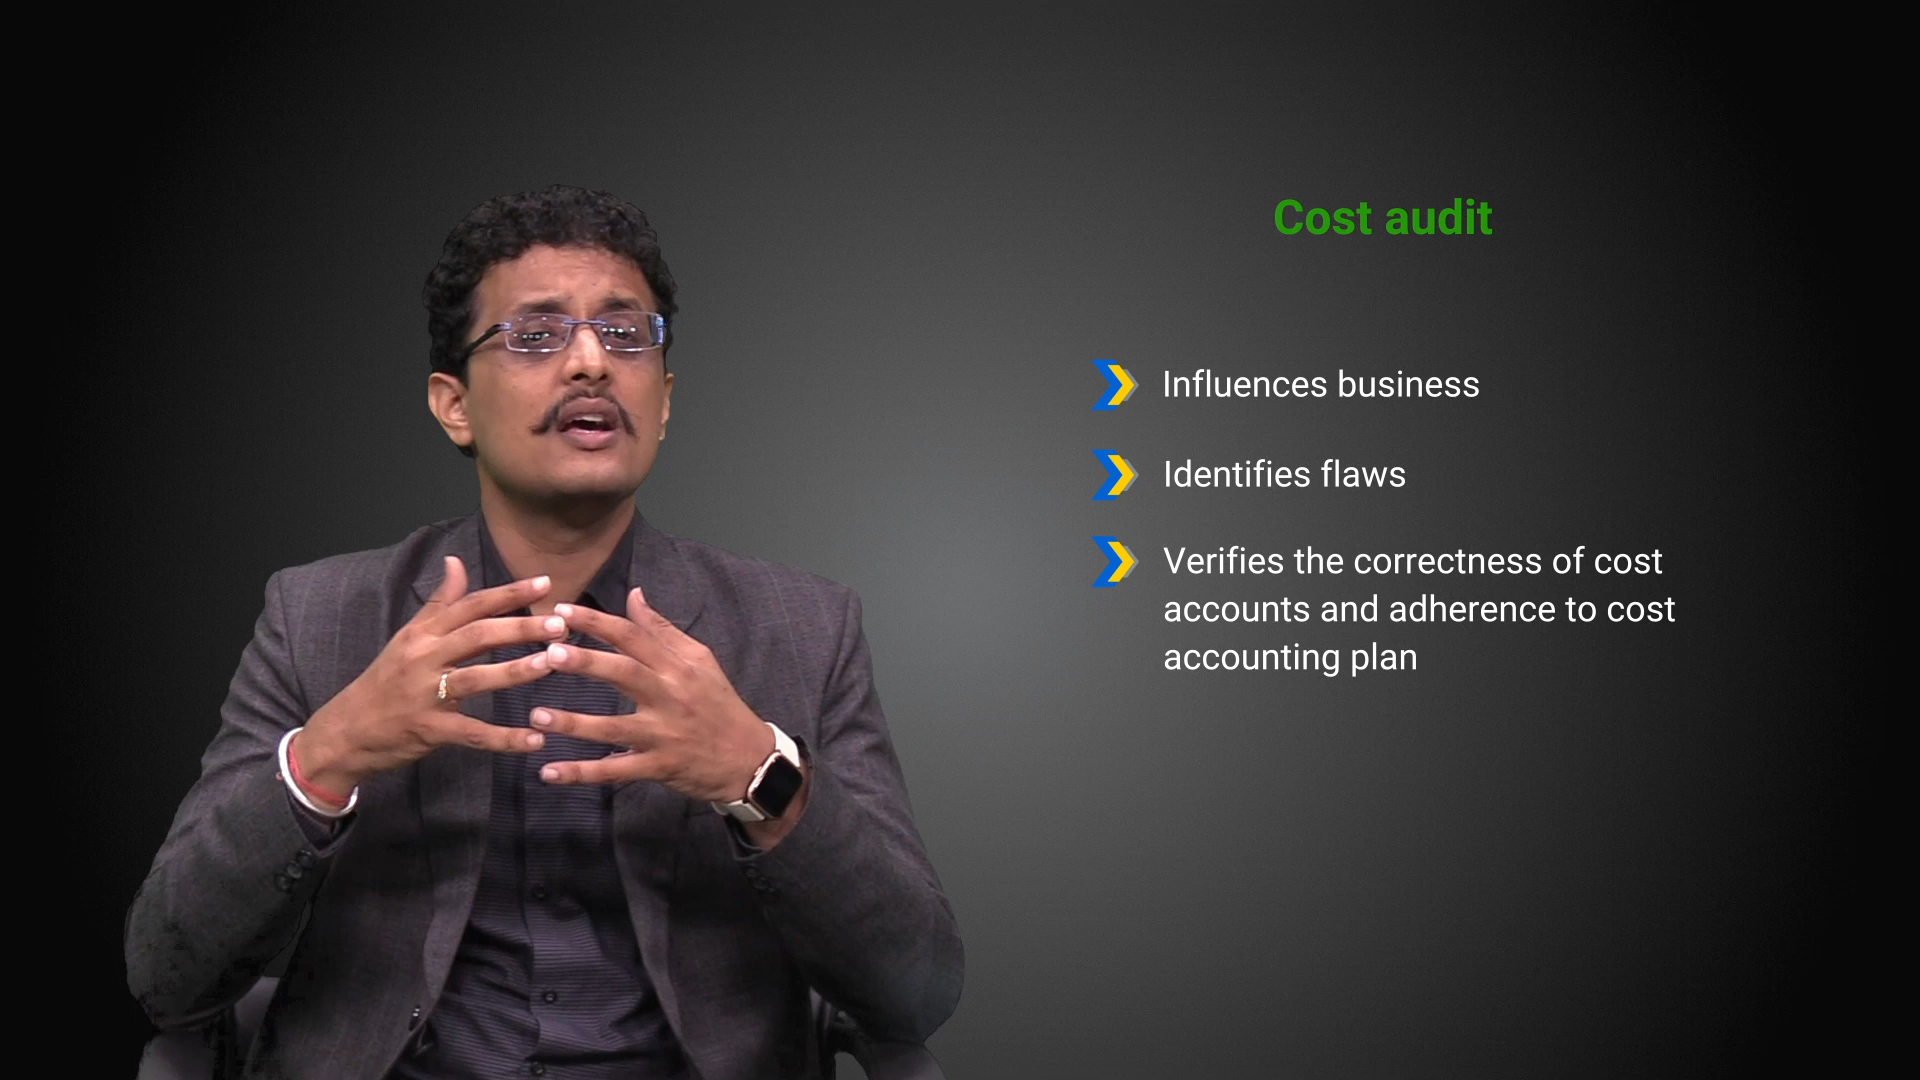 Cost audit
Influences business
Identifies flaws
Verifies the correctness of cost
accounts and adherence to cost
accounting plan